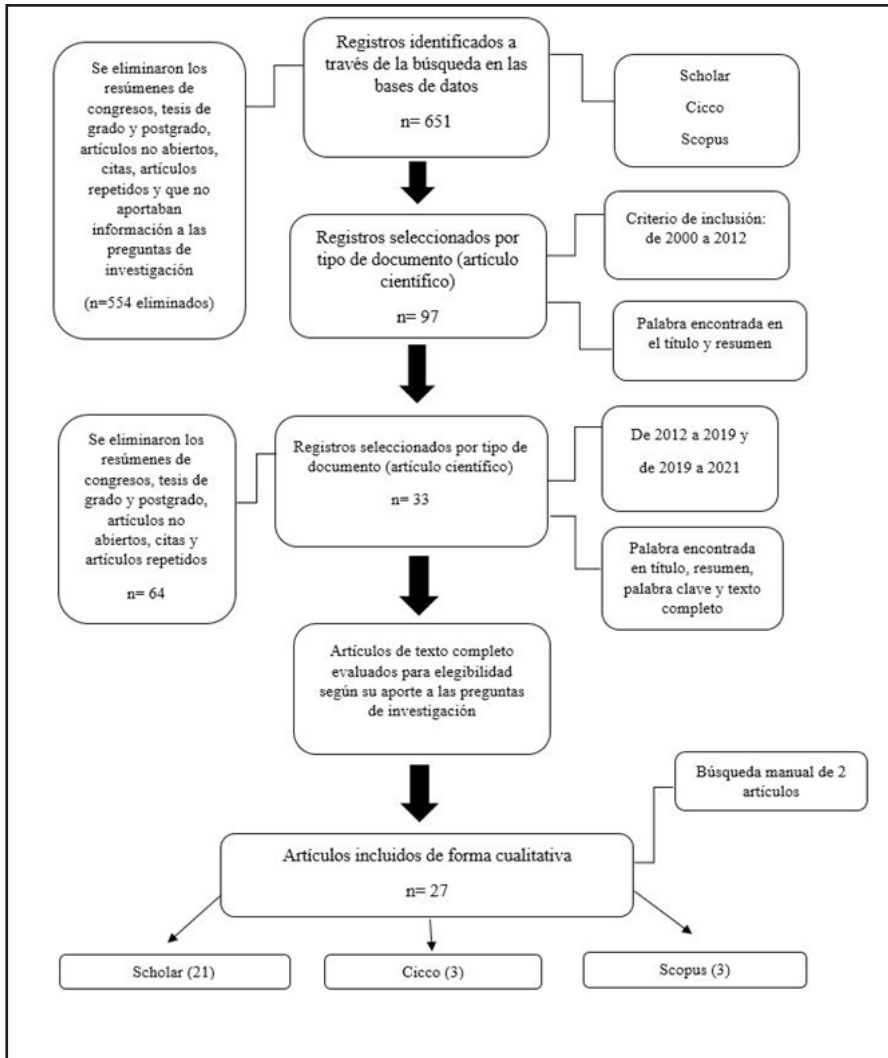 Registros identificados a
través de la búsqueda en las
bases de datos
n= 651
Se eliminaron los
resúmenes de
congresos, tesis de
grado y postgrado,
artículos no abiertos,
citas, artículos
repetidos y que no
aportaban
información a las
preguntas de
investigación
(n=554 eliminados)
Scholar
Cicco
Scopus
Registros seleccionados por
tipo de documento (artículo
científico)
n= 97
Criterio de inclusión:
de 2000 a 2012
Palabra encontrada en
el título y resumen
Se eliminaron los
resúmenes de
congresos, tesis de
grado y postgrado,
artículos no
abiertos, citas y
artículos repetidos
n= 64
Registros seleccionados por tipo de
documento (artículo científico)
n= 33
De 2012 a 2019 y
de 2019 a 2021
Palabra encontrada
en título, resumen,
palabra clave y texto
completo
Artículos de texto completo
evaluados para elegibilidad
según su aporte a las preguntas
de investigación
Búsqueda manual de 2
artículos
Artículos incluidos de forma cualitativa
n= 27
Scholar (21)
Cicco (3)
Scopus (3)